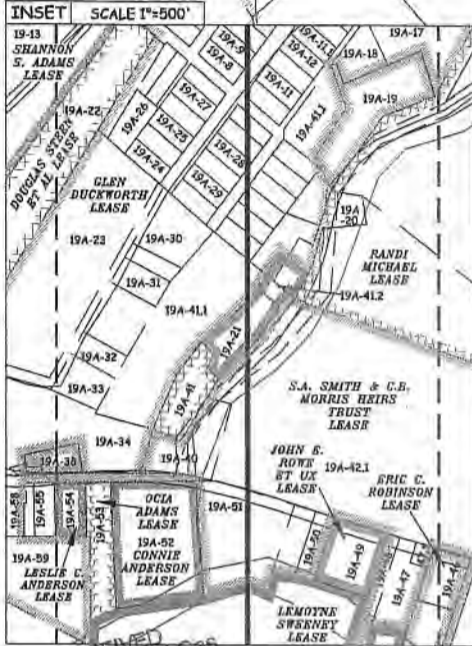 INSET SCALE 1"=500'
19-13
SHANNON
S. ADAMS
LEASE
19A-9
19A-8
19A-11.1
19A-12
19A-18
19A-17
19A-22
19A-26
19A-27
19A-11
19A-41.1
19A-19
DOUGLAS STEEN
ET AL LEASE
19A-25
19A-24
19A-28
19A-29
GLEN
DUCKWORTH
LEASE
19A
-20
19A-23
19A-30
RANDI
MICHAEL
LEASE
19A-31
19A-41.1
19A-41.2
19A-21
19A-32
19A-33
19A-41
S.A. SMITH & C.B.
MORRIS HEIRS
TRUST
LEASE
19A-34
19A-40
JOHN E.
ROWE
ET UX
LEASE
19A-42.1
ERIC C.
ROBINSON
LEASE
19A-38
19A-55
19A-54
19A-53
OCIA
ADAMS
LEASE
19A-51
19A-52
CONNIE
ANDERSON
LEASE
19A-50
19A-49
19A-47
19A-59
LESLIE C.
ANDERSON
LEASE
LEMOYNE
SWEENEY
LEASE